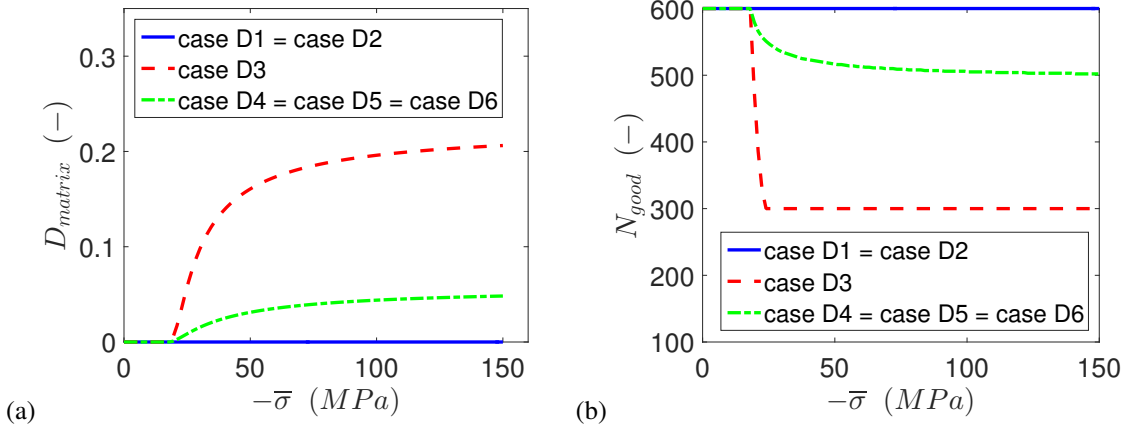 0.3
0.2
0.1
0
D_matrix (−)
case D1 = case D2
case D3
case D4 = case D5 = case D6
0 50 100 150
−σ̅ (MPa)
(a)
600
500
400
300
200
100
N_good (−)
case D1 = case D2
case D3
case D4 = case D5 = case D6
0 50 100 150
−σ̅ (MPa)
(b)